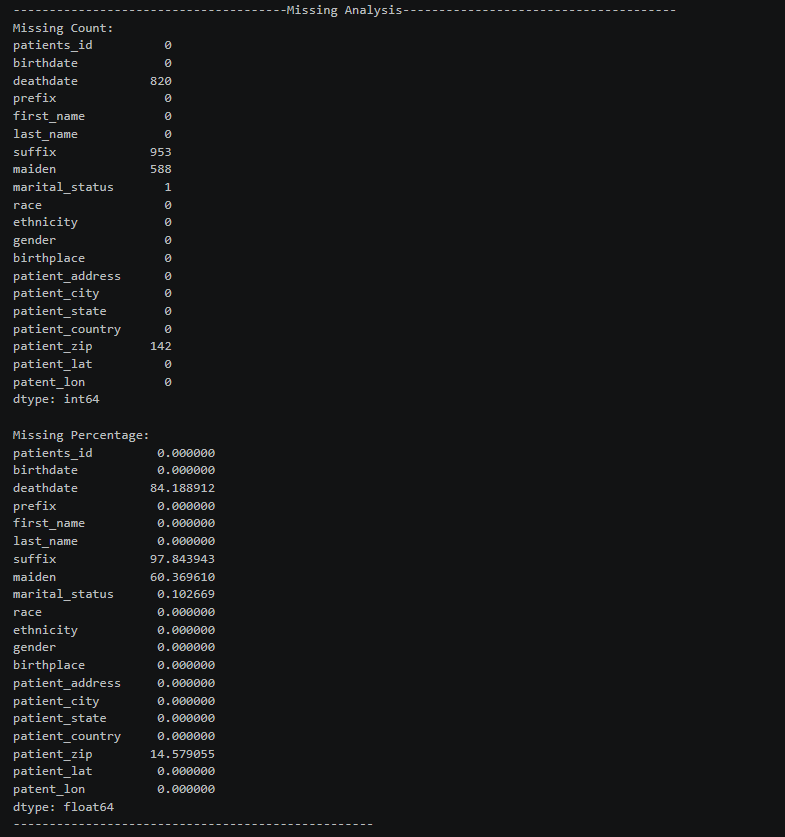 --------------------------------------Missing Analysis--------------------------------------
Missing Count:
patients_id          0
birthdate            0
deathdate          820
prefix               0
first_name           0
last_name            0
suffix             953
maiden             588
marital_status       1
race                 0
ethnicity            0
gender               0
birthplace           0
patient_address      0
patient_city         0
patient_state        0
patient_country      0
patient_zip        142
patient_lat          0
patent_lon           0
dtype: int64

Missing Percentage:
patients_id         0.000000
birthdate           0.000000
deathdate          84.188912
prefix              0.000000
first_name          0.000000
last_name           0.000000
suffix             97.843943
maiden             60.369610
marital_status      0.102669
race                0.000000
ethnicity           0.000000
gender              0.000000
birthplace          0.000000
patient_address     0.000000
patient_city        0.000000
patient_state       0.000000
patient_country     0.000000
patient_zip        14.579055
patient_lat         0.000000
patent_lon          0.000000
dtype: float64
--------------------------------------------------